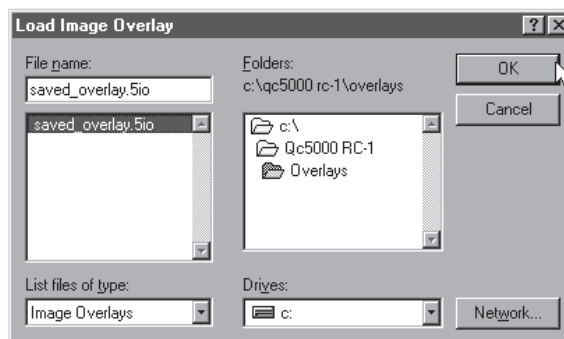 Load Image Overlay
File name:
saved_overlay.5io
saved_overlay.5io
List files of type:
Image Overlays
Folders:
c:\qc5000 rc-1\overlays
c:\
Qc5000 RC-1
Overlays
Drives:
c:
OK
Cancel
Network...